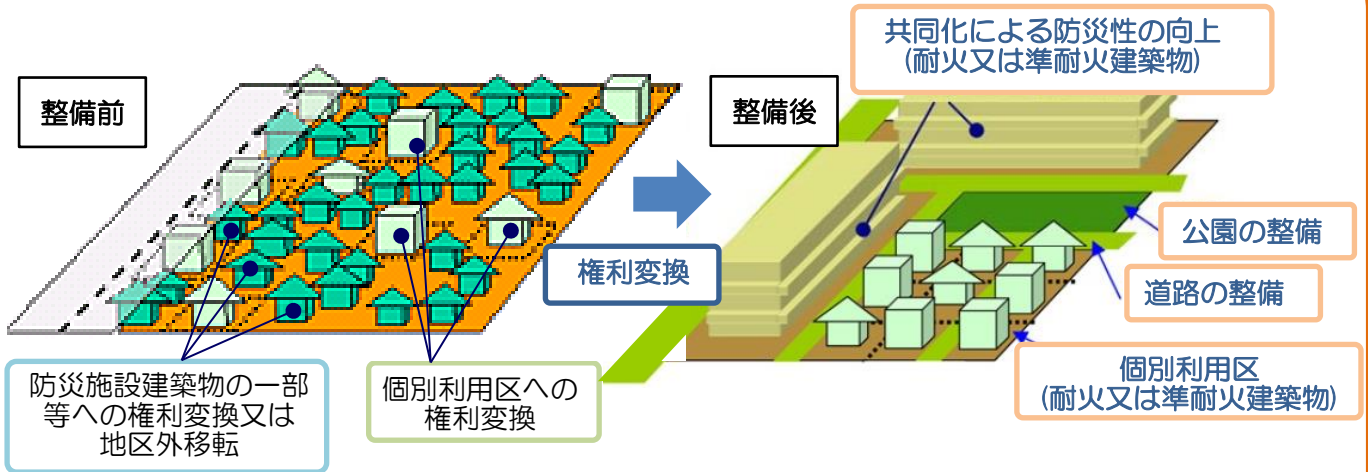 整備前
防災施設建築物の一部
等への権利変換又は
地区外移転
個別利用区への
権利変換
権利変換
整備後
共同化による防災性の向上
(耐火又は準耐火建築物)
公園の整備
道路の整備
個別利用区
(耐火又は準耐火建築物)